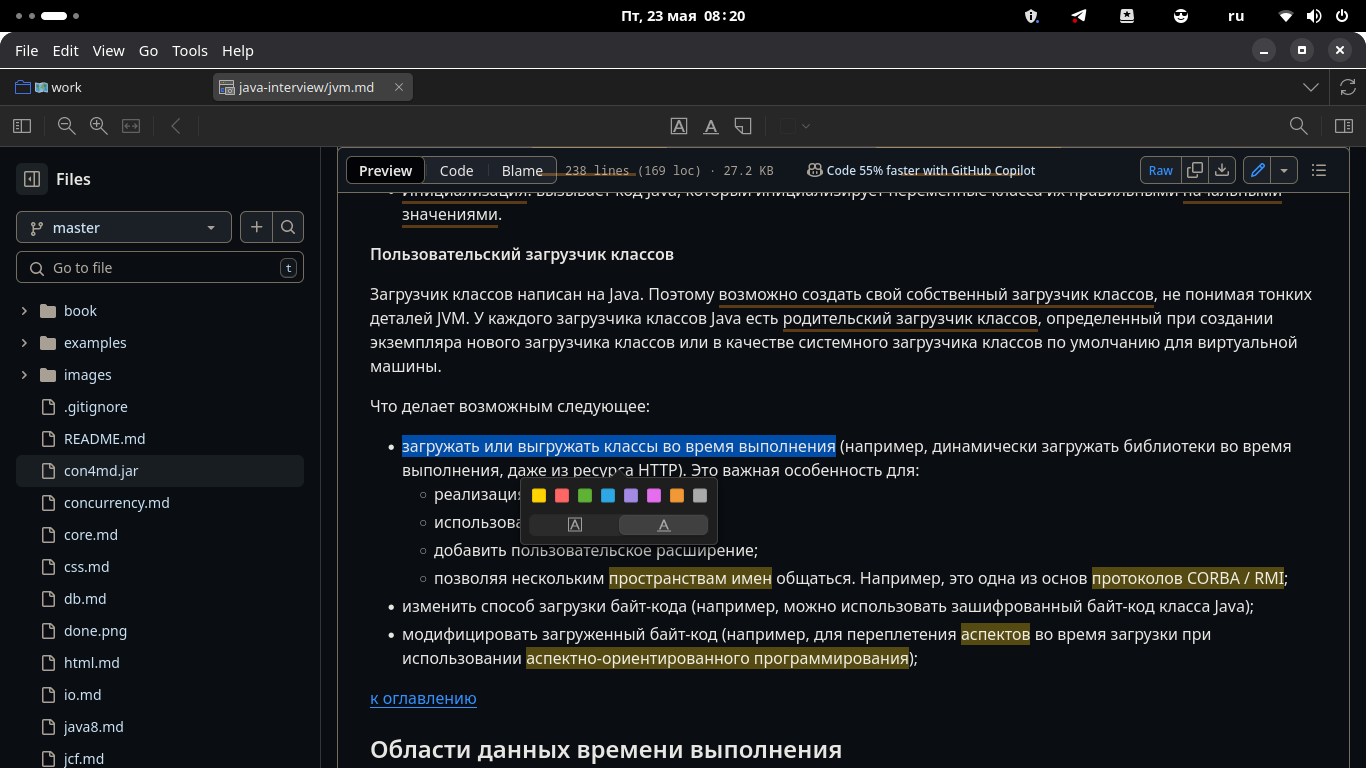 Пт, 23 мая 08:20
ru
File Edit View Go Tools Help
work
java-interview/jvm.md
Files
master
Go to file
t
book
examples
images
.gitignore
README.md
con4md.jar
concurrency.md
core.md
css.md
db.md
done.png
html.md
io.md
java8.md
jcf.md
Preview Code Blame 238 lines (169 loc) · 27.2 KB Code 55% faster with GitHub Copilot Raw
Инициализация: вызывает код Java, который инициализирует переменные класса их правильными начальными
значениями.
Пользовательский загрузчик классов
Загрузчик классов написан на Java. Поэтому возможно создать свой собственный загрузчик классов, не понимая тонких
деталей JVM. У каждого загрузчика классов Java есть родительский загрузчик классов, определенный при создании
экземпляра нового загрузчика классов или в качестве системного загрузчика классов по умолчанию для виртуальной
машины.
Что делает возможным следующее:
загружать или выгружать классы во время выполнения (например, динамически загружать библиотеки во время
выполнения, даже из ресурса HTTP). Это важная особенность для:
добавить пользовательское расширение;
позволяя нескольким пространствам имен общаться. Например, это одна из основ протоколов CORBA / RMI;
изменить способ загрузки байт-кода (например, можно использовать зашифрованный байт-код класса Java);
модифицировать загруженный байт-код (например, для переплетения аспектов во время загрузки при
использовании аспектно-ориентированного программирования);
к оглавлению
Области данных времени выполнения